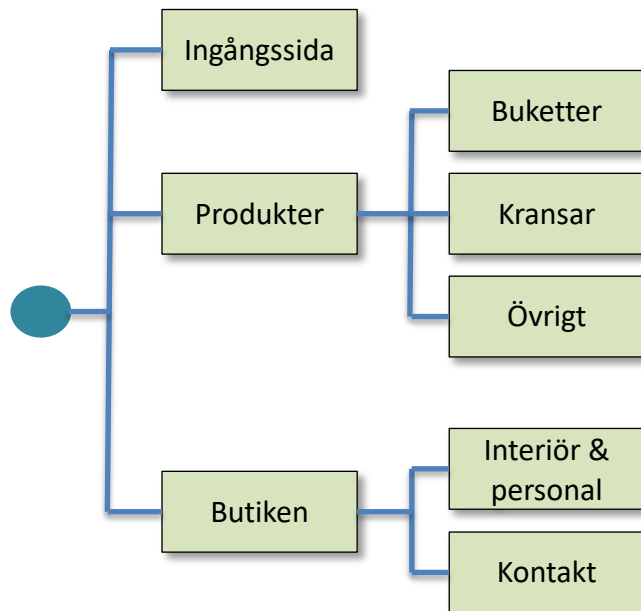 Ingångssida
Produkter
Buketter
Kransar
Övrigt
Butiken
Interiör &
personal
Kontakt